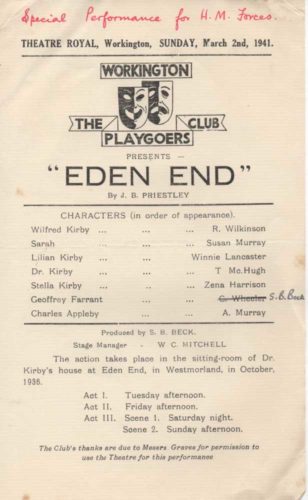 Special Performance for H.M. Forces.
THEATRE ROYAL, Workington, SUNDAY, March 2nd, 1941.
WORKINGTON
THE CLUB
PLAYGOERS
PRESENTS —
"EDEN END"
By J. B. PRIESTLEY
CHARACTERS (in order of appearance).
Wilfred Kirby ... ... ... R. Wilkinson
Sarah ... ... Susan Murray
Lilian Kirby ... ... ... Winnie Lancaster
Dr. Kirby ... ... ... T Mc.Hugh
Stella Kirby ... ... ... Zena Harrison
Geoffrey Farrant ... ... C. Wheeler S.B. Beck
Charles Appleby ... ... A. Murray
Produced by S. B. BECK.
Stage Manager - W. C. MITCHELL
The action takes place in the sitting-room of Dr.
Kirby's house at Eden End, in Westmorland, in October,
1936.
Act I. Tuesday afternoon.
Act II. Friday afternoon.
Act III. Scene 1. Saturday night.
Scene 2. Sunday afternoon.
The Club's thanks are due to Messrs. Graves for permission to
use the Theatre for this performance